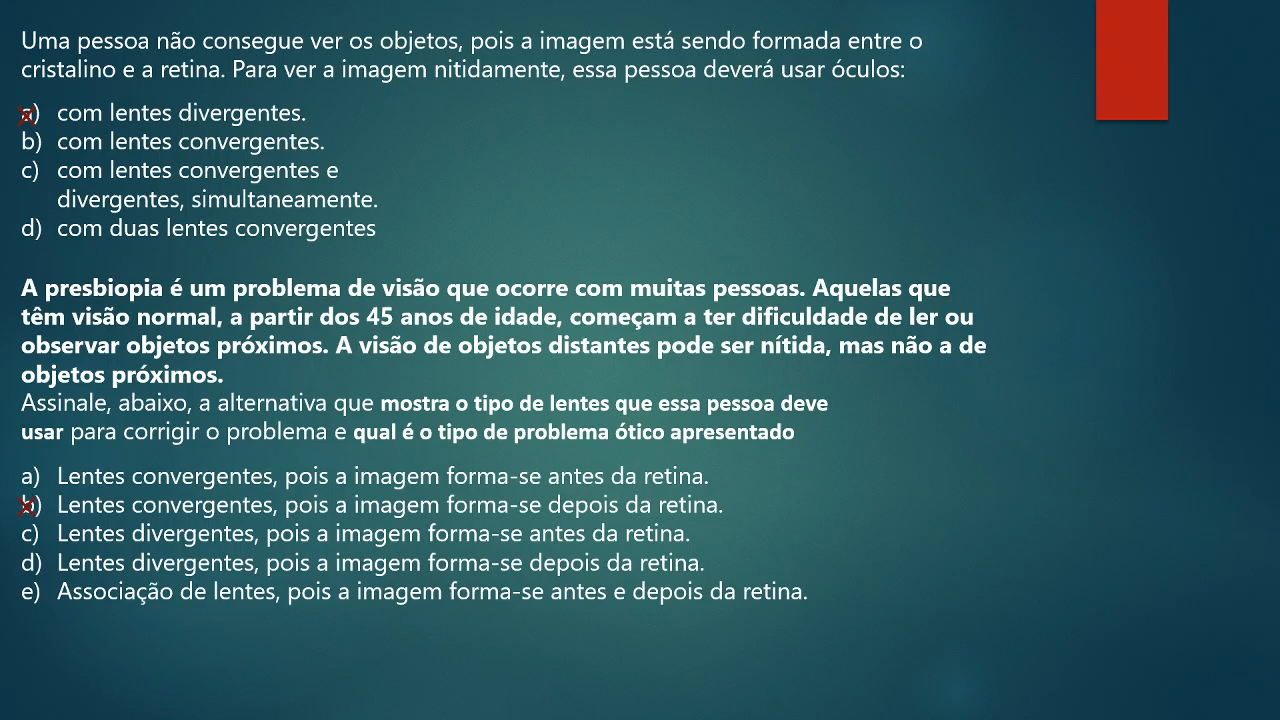 Uma pessoa não consegue ver os objetos, pois a imagem está sendo formada entre o
cristalino e a retina. Para ver a imagem nitidamente, essa pessoa deverá usar óculos:
a) com lentes divergentes.
b) com lentes convergentes.
c) com lentes convergentes e
divergentes, simultaneamente.
d) com duas lentes convergentes
A presbiopia é um problema de visão que ocorre com muitas pessoas. Aquelas que
têm visão normal, a partir dos 45 anos de idade, começam a ter dificuldade de ler ou
observar objetos próximos. A visão de objetos distantes pode ser nítida, mas não a de
objetos próximos.
Assinale, abaixo, a alternativa que mostra o tipo de lentes que essa pessoa deve
usar para corrigir o problema e qual é o tipo de problema ótico apresentado
a) Lentes convergentes, pois a imagem forma-se antes da retina.
b) Lentes convergentes, pois a imagem forma-se depois da retina.
c) Lentes divergentes, pois a imagem forma-se antes da retina.
d) Lentes divergentes, pois a imagem forma-se depois da retina.
e) Associação de lentes, pois a imagem forma-se antes e depois da retina.